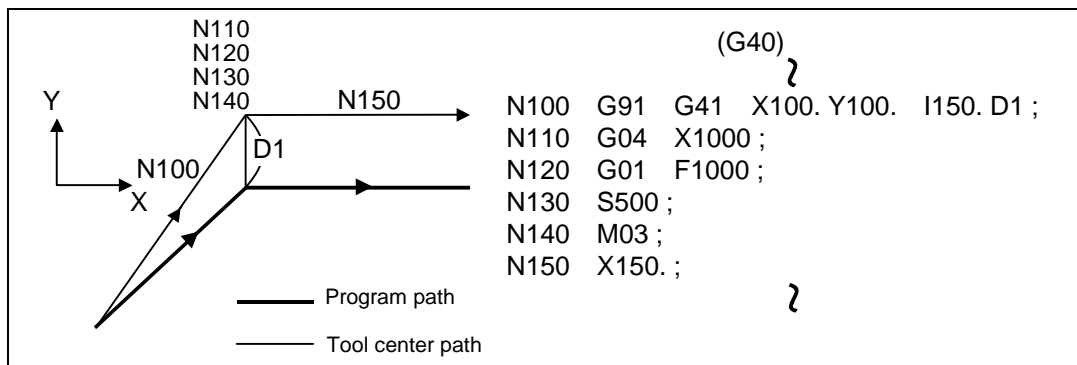 N110
N120
N130
N140
N150
Y
D1
N100
X
Program path
Tool center path
(G40)
N100 G91 G41 X100. Y100. I150. D1 ;
N110 G04 X1000 ;
N120 G01 F1000 ;
N130 S500 ;
N140 M03 ;
N150 X150. ;